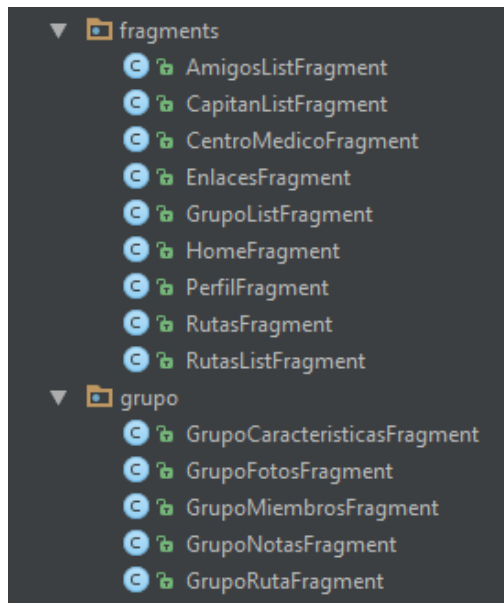 fragments
AmigosListFragment
CapitanListFragment
CentroMedicoFragment
EnlacesFragment
GrupoListFragment
HomeFragment
PerfilFragment
RutasFragment
RutasListFragment
grupo
GrupoCaracteristicasFragment
GrupoFotosFragment
GrupoMiembrosFragment
GrupoNotasFragment
GrupoRutaFragment